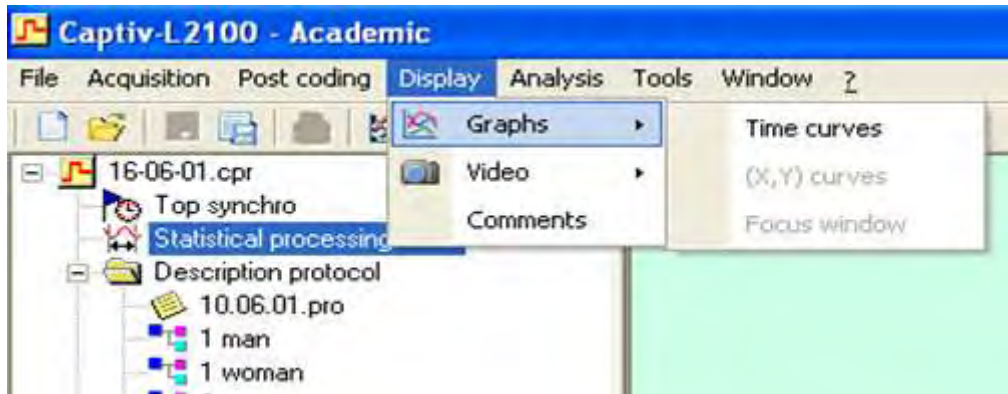 Captiv-L2100 - Academic
File Acquisition Post coding Display Analysis Tools Window ?
Graphs
Time curves
Video
(X,Y) curves
Comments
Focus window
16-06-01.cpr
Top synchro
Statistical processing
Description protocol
10.06.01.pro
1 man
1 woman